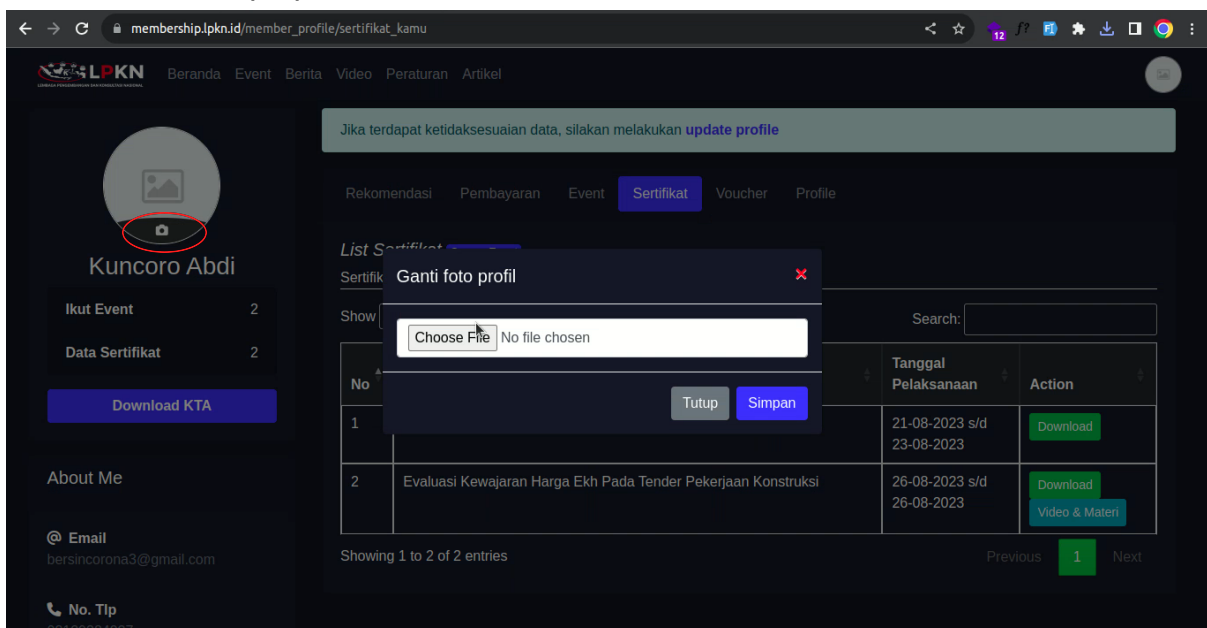 membership.lpkn.id/member_profile/sertifikat_kamu
12
LPKN Beranda Event Berita Video Peraturan Artikel
Jika terdapat ketidaksesuaian data, silakan melakukan update profile
Rekomendasi Pembayaran Event Sertifikat Voucher Profile
Kuncoro Abdi
Ikut Event 2
Data Sertifikat 2
Download KTA
About Me
@ Email
bersincorona3@gmail.com
No. Tlp
List Sertifikat
Sertifik
Ganti foto profil
Choose File No file chosen
Tutup Simpan
Show
Search:
No
Tanggal
Pelaksanaan
Action
1
21-08-2023 s/d
23-08-2023
Download
2 Evaluasi Kewajaran Harga Ekh Pada Tender Pekerjaan Konstruksi
26-08-2023 s/d
26-08-2023
Download
Video & Materi
Showing 1 to 2 of 2 entries
Previous 1 Next